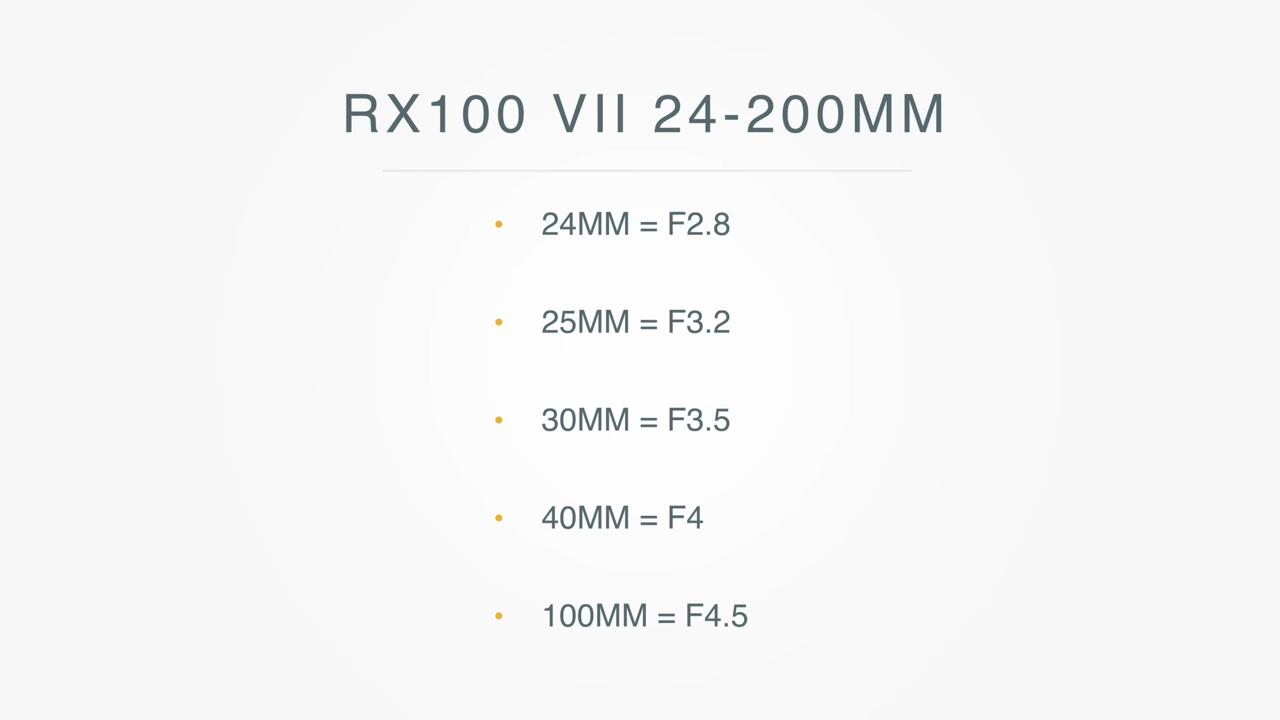 RX100 VII 24-200MM
• 24MM = F2.8
• 25MM = F3.2
• 30MM = F3.5
• 40MM = F4
• 100MM = F4.5